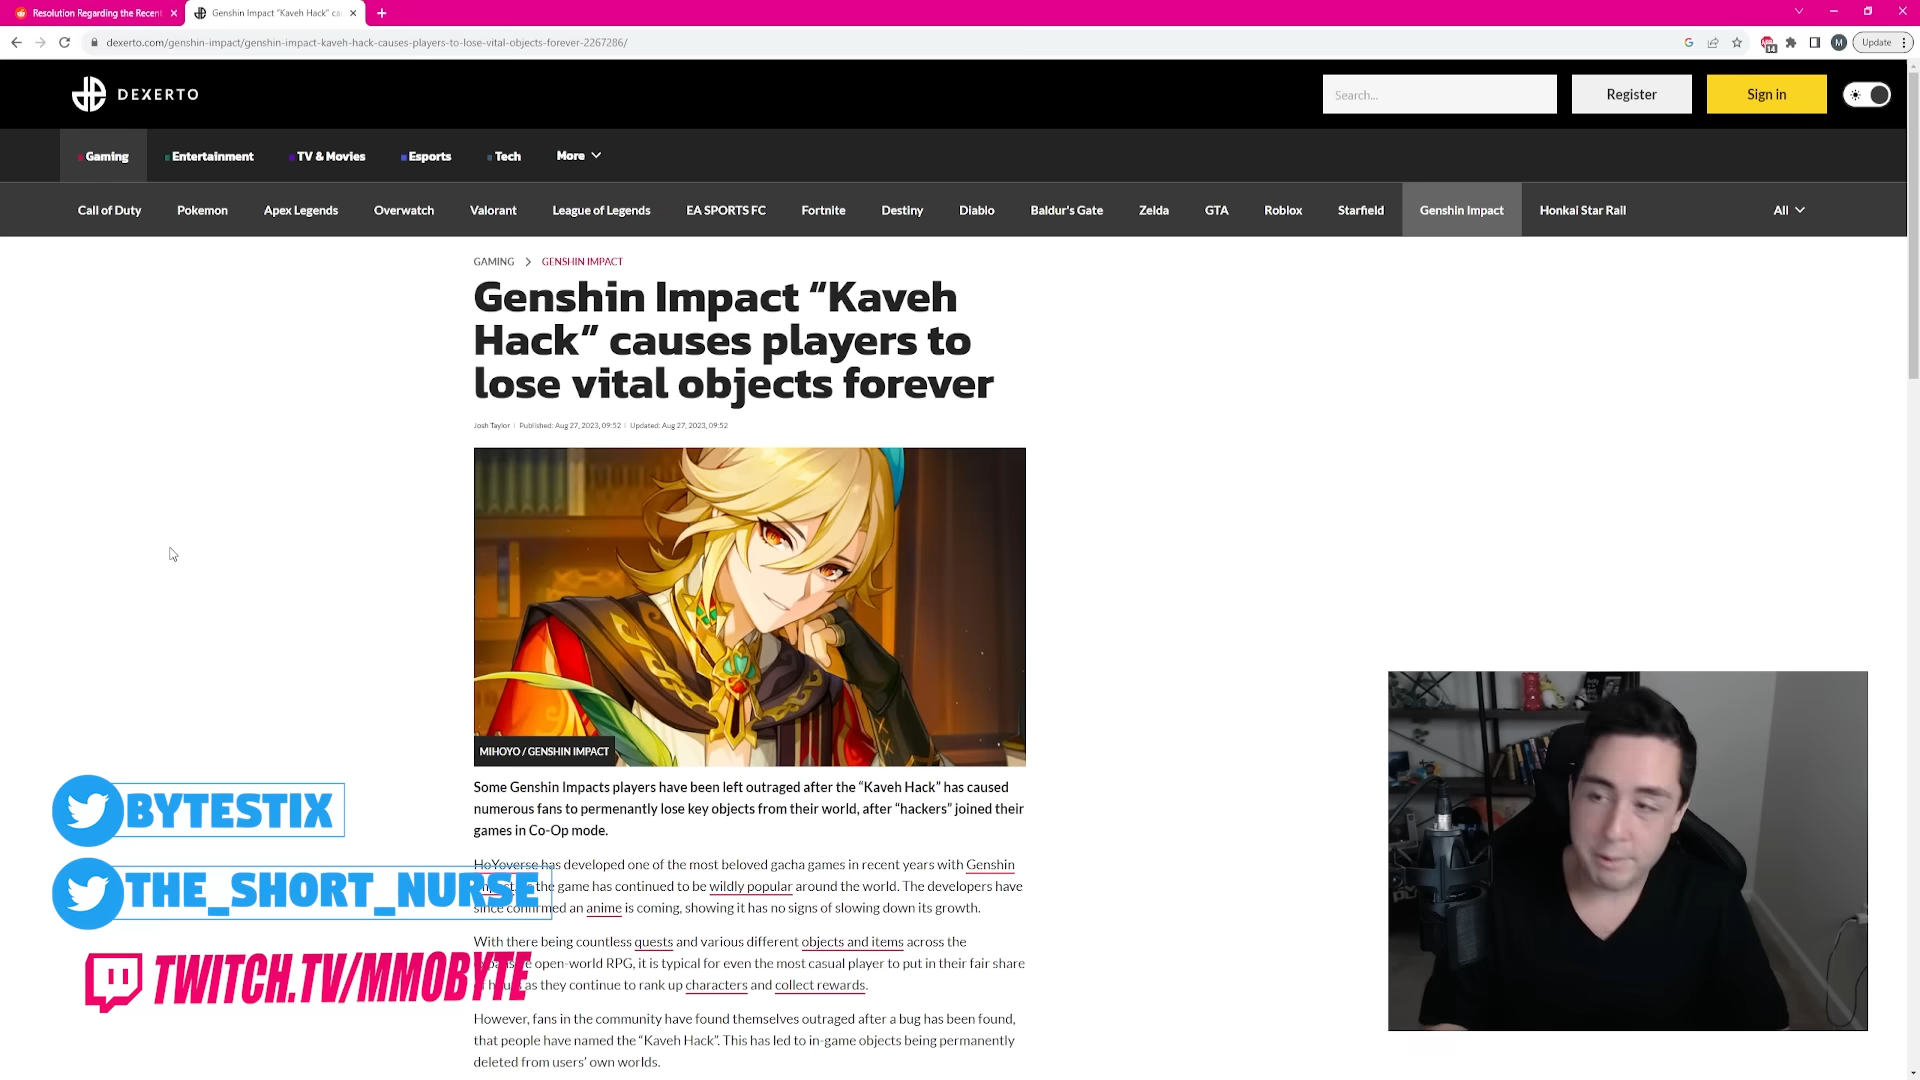 Resolution Regarding the Recent
Genshin Impact "Kaveh Hack" ca
dexerto.com/genshin-impact/genshin-impact-kaveh-hack-causes-players-to-lose-vital-objects-forever-2267286/
14
M
Update
DEXERTO
Search...
Register
Sign in
Gaming
Entertainment
TV & Movies
Esports
Tech
More
Call of Duty
Pokemon
Apex Legends
Overwatch
Valorant
League of Legends
EA SPORTS FC
Fortnite
Destiny
Diablo
Baldur's Gate
Zelda
GTA
Roblox
Starfield
Genshin Impact
Honkai Star Rail
All
GAMING > GENSHIN IMPACT
Genshin Impact “Kaveh
Hack” causes players to
lose vital objects forever
Josh Taylor | Published: Aug 27, 2023, 09:52 | Updated: Aug 27, 2023, 09:52
MIHOYO / GENSHIN IMPACT
Some Genshin Impacts players have been left outraged after the “Kaveh Hack” has caused
numerous fans to permenantly lose key objects from their world, after “hackers” joined their
games in Co-Op mode.
HoYoverse has developed one of the most beloved gacha games in recent years with Genshin
the game has continued to be wildly popular around the world. The developers have
since confirmed an anime is coming, showing it has no signs of slowing down its growth.
With there being countless quests and various different objects and items across the
open-world RPG, it is typical for even the most casual player to put in their fair share
as they continue to rank up characters and collect rewards.
However, fans in the community have found themselves outraged after a bug has been found,
that people have named the “Kaveh Hack”. This has led to in-game objects being permanently
deleted from users’ own worlds.
BYTESTIX
THE_SHORT_NURSE
TWITCH.TV/MMOBYTE